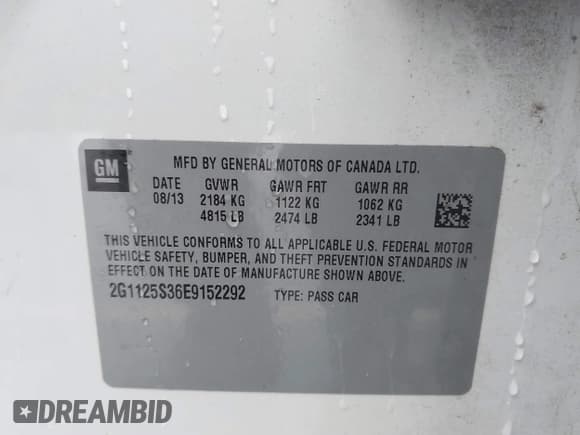 GM
MFD BY GENERAL MOTORS OF CANADA LTD.
DATE GVWR GAWR FRT GAWR RR
08/13 2184 KG 1122 KG 1062 KG
4815 LB 2474 LB 2341 LB
THIS VEHICLE CONFORMS TO ALL APPLICABLE U.S. FEDERAL MOTOR
VEHICLE SAFETY, BUMPER, AND THEFT PREVENTION STANDARDS IN
EFFECT ON THE DATE OF MANUFACTURE SHOWN ABOVE.
2G1125S36E9152292 TYPE: PASS CAR
DREAMBID